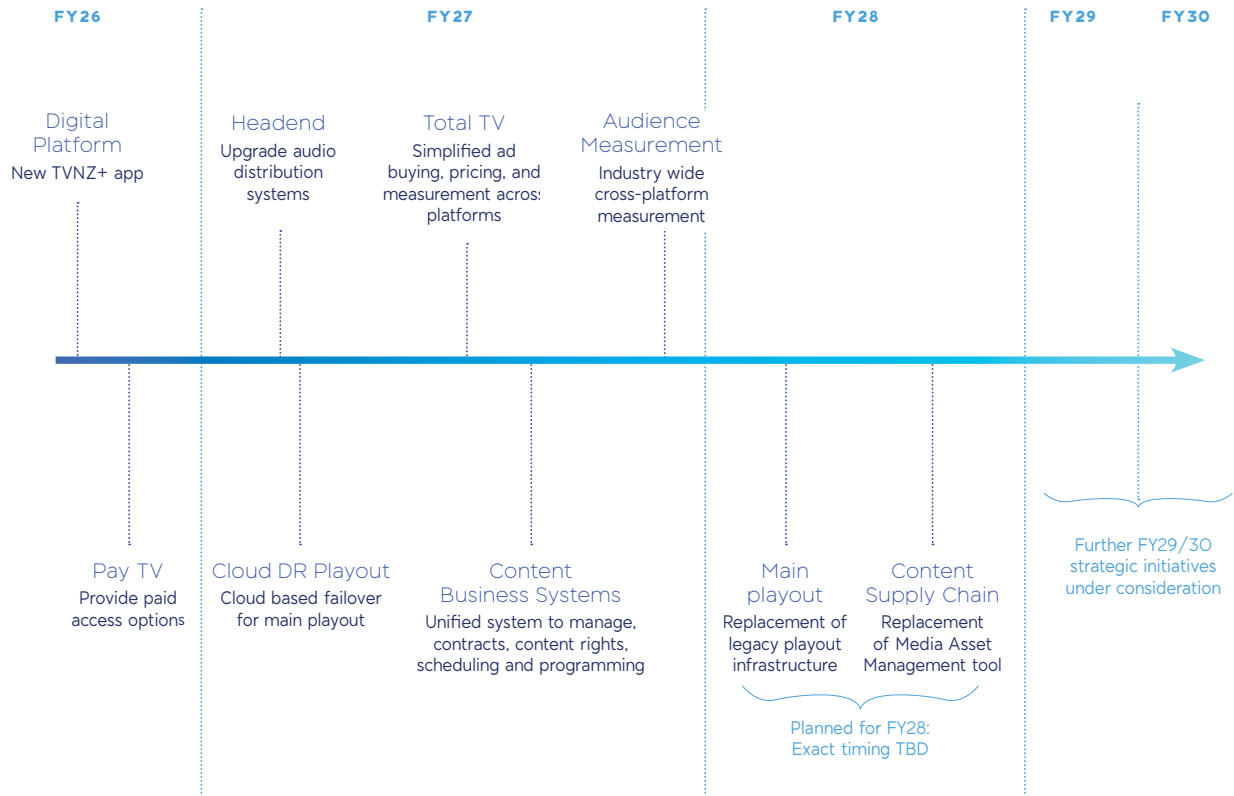 FY26
FY27
FY28
FY29
FY30
Digital
Platform
New TVNZ+ app
Headend
Upgrade audio
distribution
systems
Total TV
Simplified ad
buying, pricing, and
measurement across
platforms
Audience
Measurement
Industry wide
cross-platform
measurement
Pay TV
Provide paid
access options
Cloud DR Playout
Cloud based failover
for main playout
Content
Business Systems
Unified system to manage,
contracts, content rights,
scheduling and programming
Main
playout
Replacement of
legacy playout
infrastructure
Content
Supply Chain
Replacement
of Media Asset
Management tool
Planned for FY28:
Exact timing TBD
Further FY29/30
strategic initiatives
under consideration